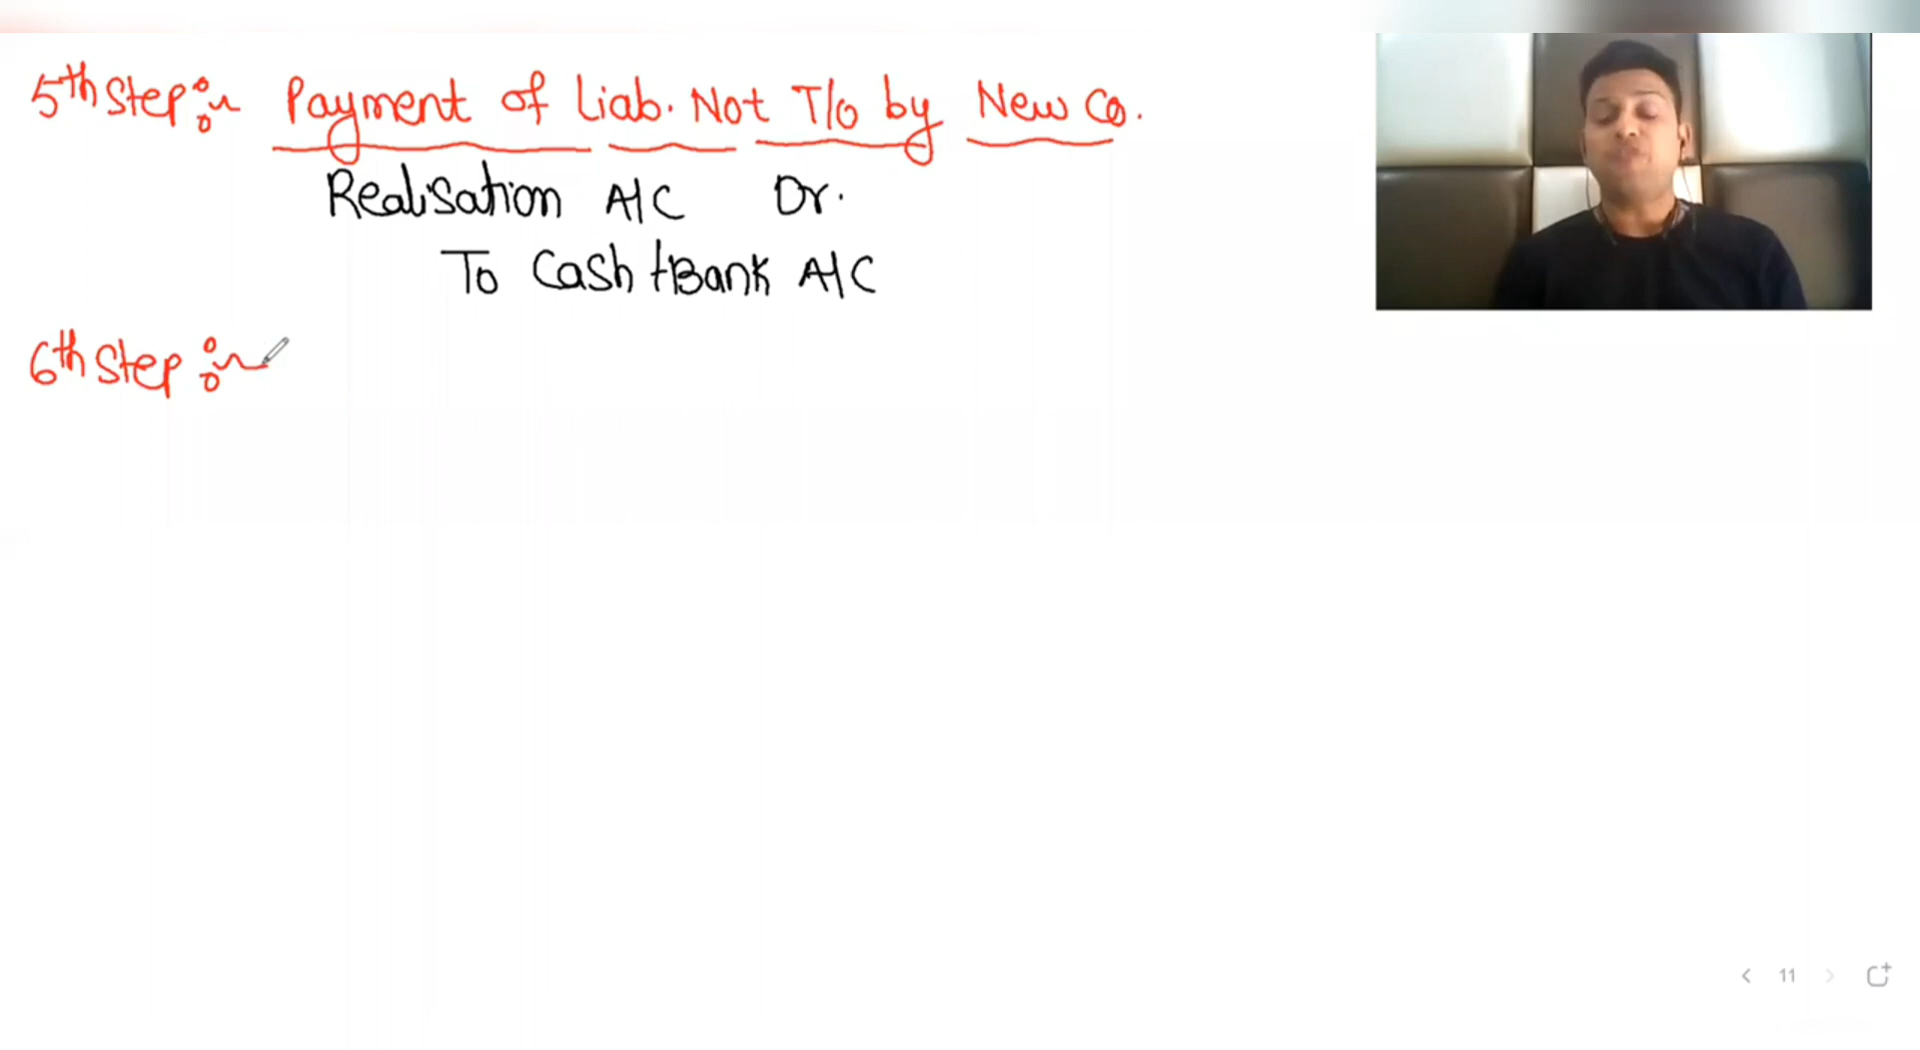 5th Step:- Payment of Liab. Not T/o by New Co.
Realisation A/C Dr.
To Cash+Bank A/C
6th Step:-
11